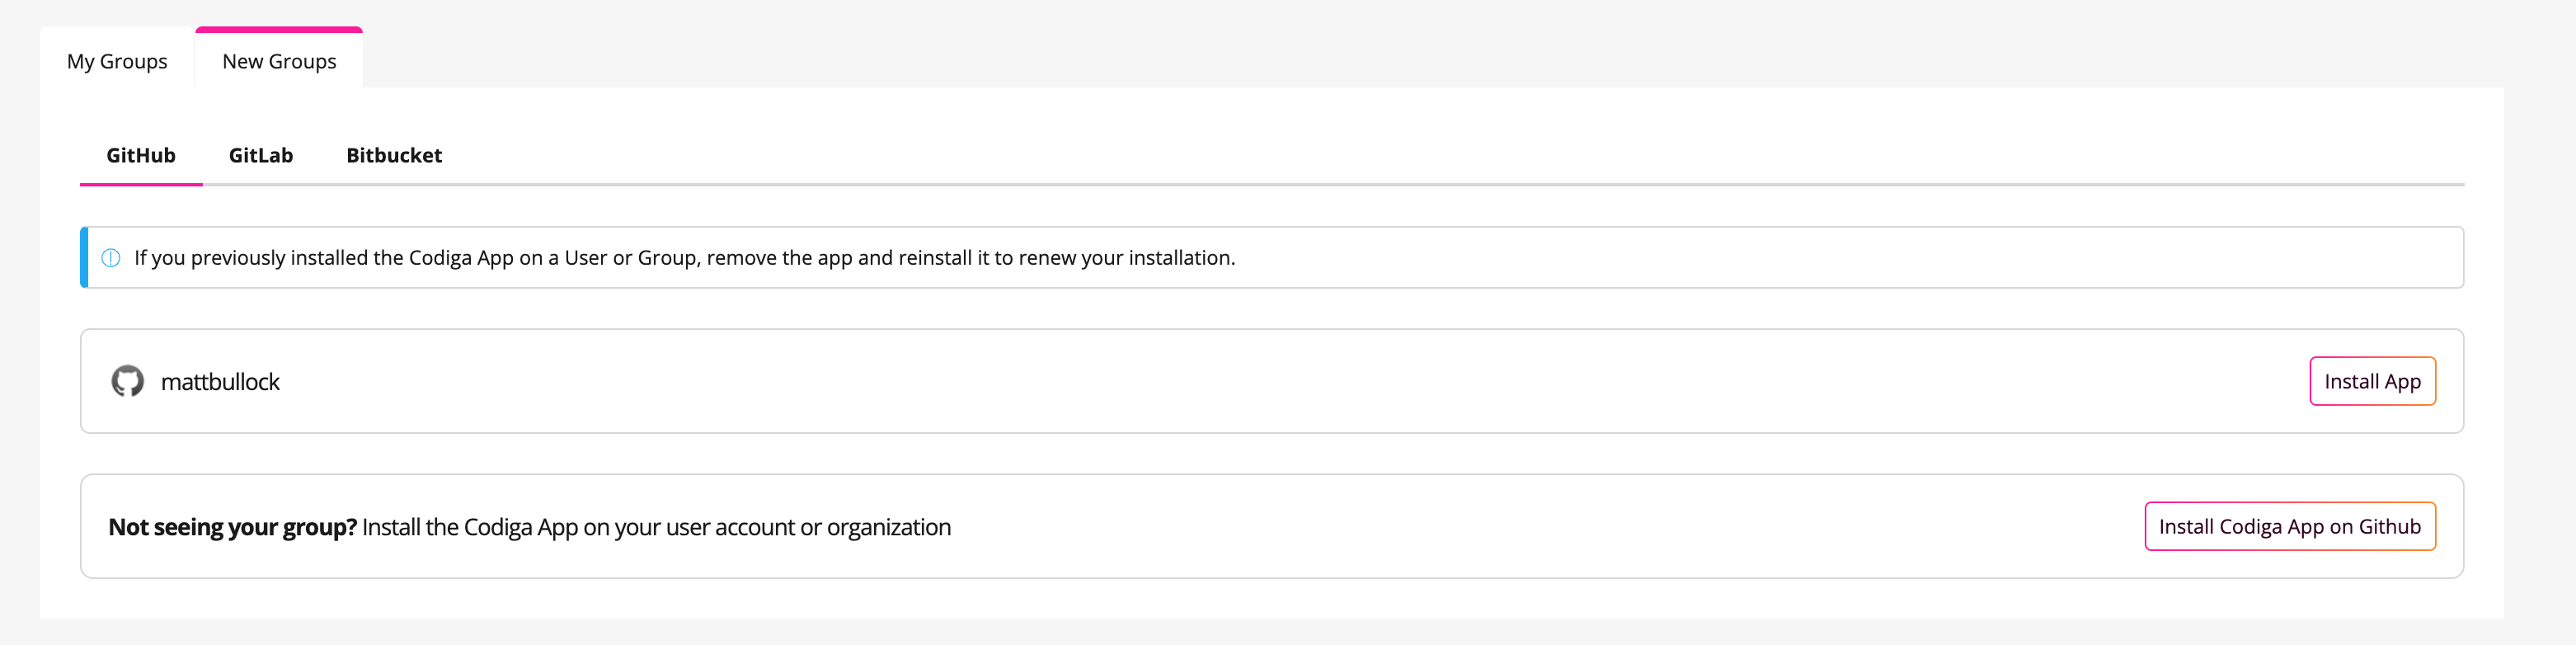 My Groups New Groups
GitHub GitLab Bitbucket
If you previously installed the Codiga App on a User or Group, remove the app and reinstall it to renew your installation.
mattbullock Install App
Not seeing your group? Install the Codiga App on your user account or organization Install Codiga App on Github